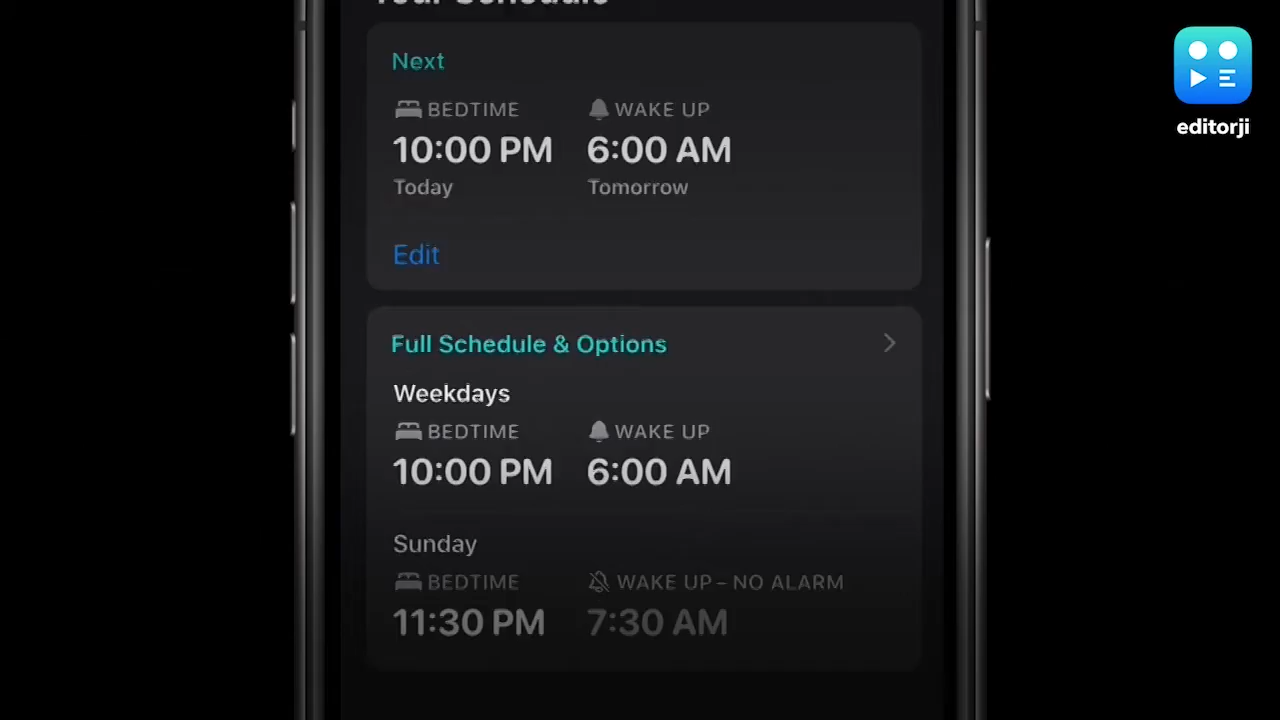 Your Schedule
Next
BEDTIME
WAKE UP
10:00 PM
6:00 AM
Today
Tomorrow
Edit
Full Schedule & Options
Weekdays
BEDTIME
WAKE UP
10:00 PM
6:00 AM
Sunday
BEDTIME
WAKE UP – NO ALARM
11:30 PM
7:30 AM
editorji